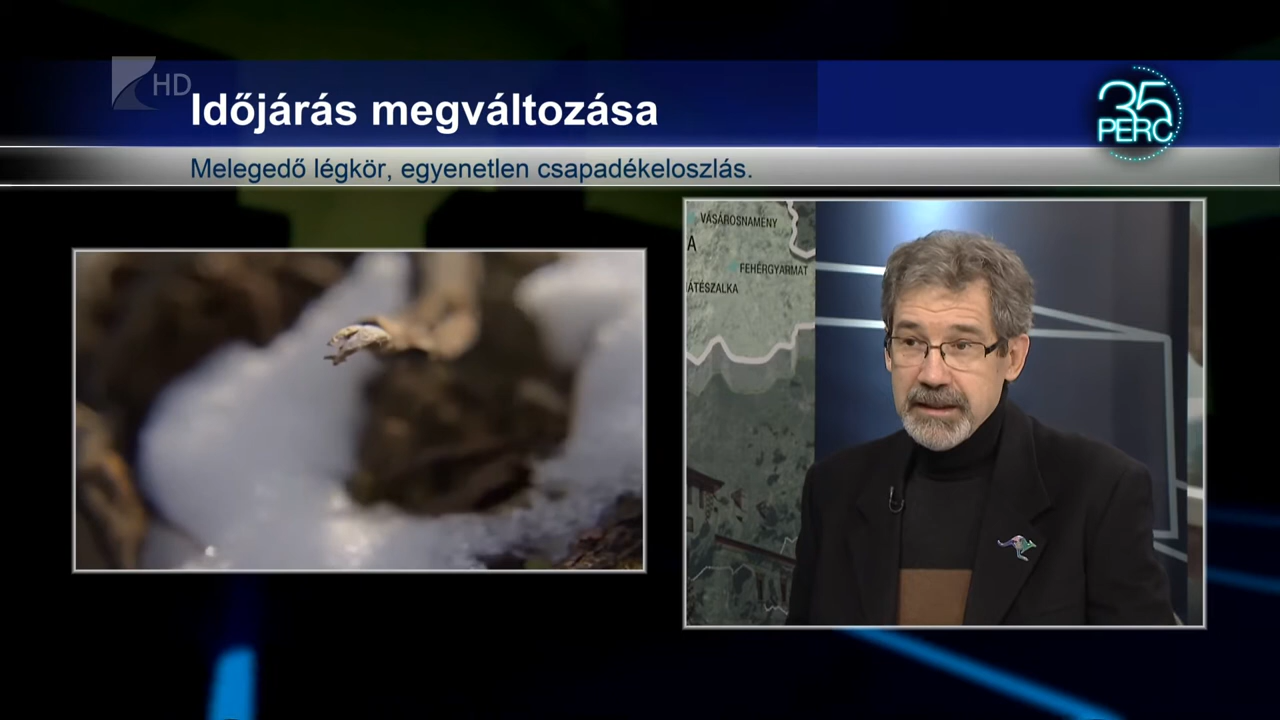 HD
Időjárás megváltozása
35
PERC
Melegedő légkör, egyenetlen csapadékeloszlás.
VÁSÁROSNAMÉNY
A
FEHÉRGYARMAT
ÁTÉSZALKA